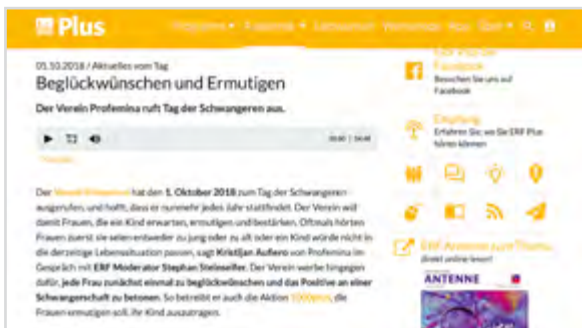 Plus
05.10.2018 / Aktuelles vom Tag
Beglückwünschen und Ermutigen
Der Verein Profemina ruft Tag der Schwangeren aus.
Der hat den 1. Oktober 2018 zum Tag der Schwangeren
ausgerufen, und hofft, dass er nunmehr jedes Jahr stattfindet. Der Verein will
damit Frauen, die ein Kind erwarten, ermutigen und bestärken. Oftmals hörten
Frauen zuerst sie seien entweder zu jung oder zu alt oder ein Kind würde nicht in
die derzeitige Lebenssituation passen, sagt Kristijan Aufiero von Profemina im
Gespräch mit ERF Moderator Stephan Steinseifer. Der Verein werbe hingegen
dafür, jede Frau zunächst einmal zu beglückwünschen und das Positive an einer
Schwangerschaft zu betonen. So betreibt er auch die Aktion 1000plus, die
Frauen ermutigen soll, ihr Kind auszutragen.
Facebook
Besuchen Sie uns auf
Facebook
Empfang
Erfahren Sie, wo Sie ERF Plus
hören können
ERF Antenne zum Thema
direkt online lesen!
ANTENNE